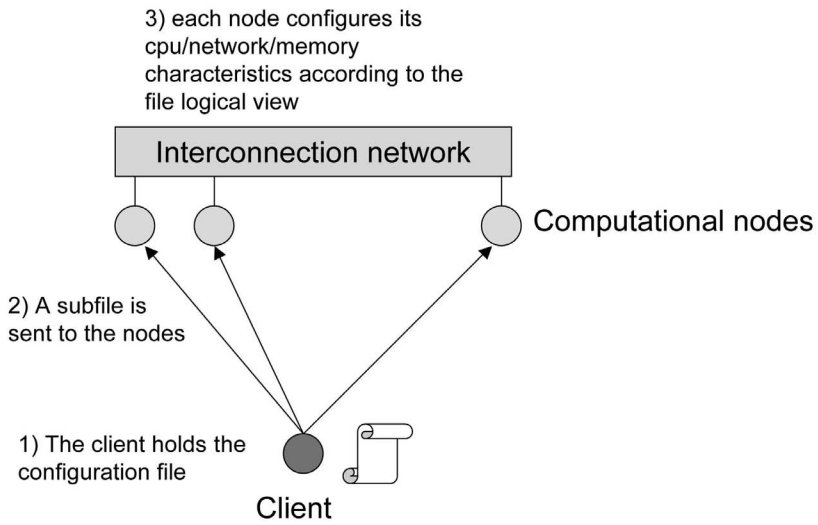 3) each node configures its
cpu/network/memory
characteristics according to the
file logical view
Interconnection network
Computational nodes
2) A subfile is
sent to the nodes
1) The client holds the
configuration file
Client